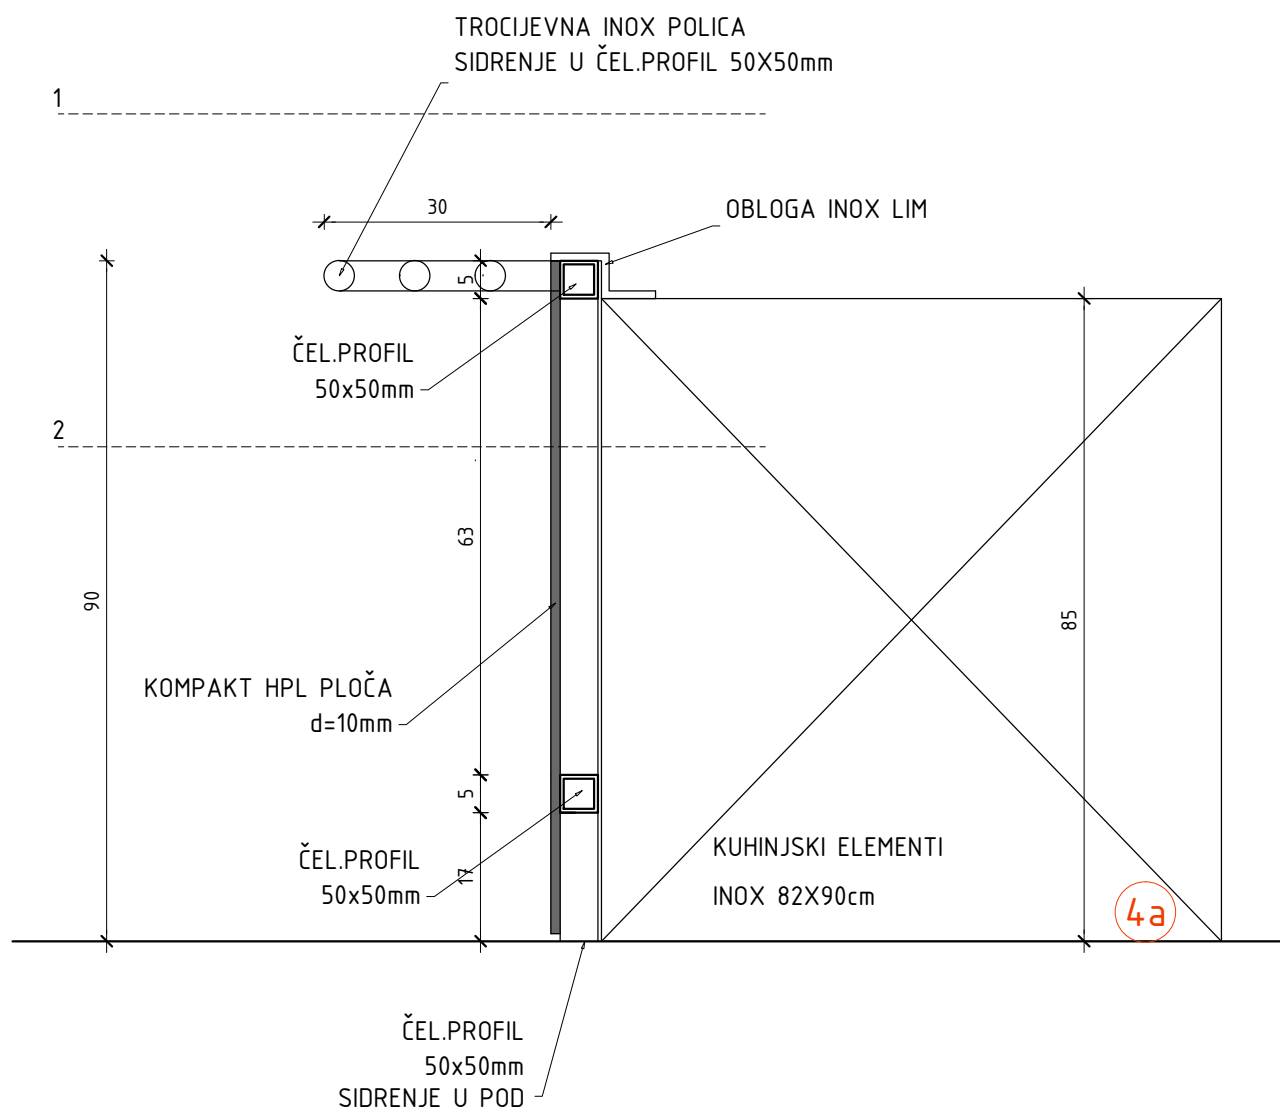 TROCIJEVNA INOX POLICA
SIDRENJE U ČEL.PROFIL 50X50mm
1
30
OBLOGA INOX LIM
5
ČEL.PROFIL
50x50mm
2
63
90
85
KOMPAKT HPL PLOČA
d=10mm
5
ČEL.PROFIL
50x50mm
17
KUHINJSKI ELEMENTI
INOX 82X90cm
4a
ČEL.PROFIL
50x50mm
SIDRENJE U POD